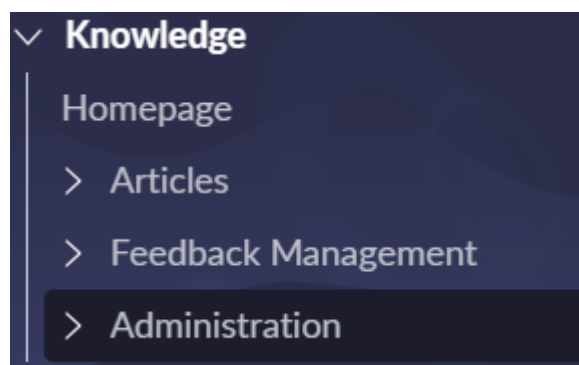 Knowledge
Homepage
Articles
Feedback Management
Administration